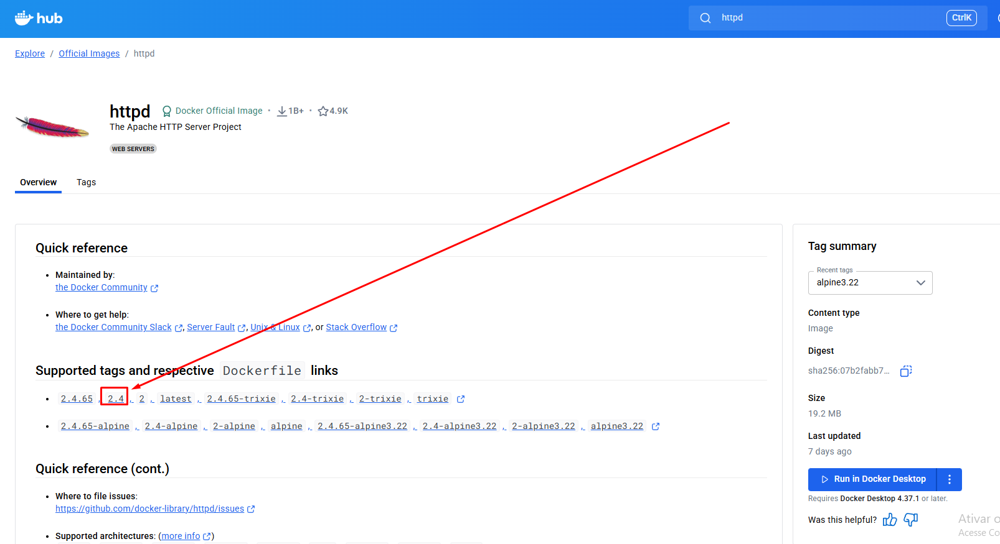 hub
httpd
CtrlK
Explore / Official Images / httpd
httpd Docker Official Image • 1B+ • 4.9K
The Apache HTTP Server Project
WEB SERVERS
Overview Tags
Quick reference
• Maintained by:
the Docker Community
• Where to get help:
the Docker Community Slack, Server Fault, Unix & Linux, or Stack Overflow
Supported tags and respective Dockerfile links
• 2.4.65, 2.4, 2, latest, 2.4.65-trixie, 2.4-trixie, 2-trixie, trixie
• 2.4.65-alpine, 2.4-alpine, 2-alpine, alpine, 2.4.65-alpine3.22, 2.4-alpine3.22, 2-alpine3.22, alpine3.22
Quick reference (cont.)
• Where to file issues:
https://github.com/docker-library/httpd/issues
• Supported architectures: (more info)
Tag summary
Recent tags
alpine3.22
Content type
Image
Digest
sha256:07b2fabb7...
Size
19.2 MB
Last updated
7 days ago
Run in Docker Desktop
Requires Docker Desktop 4.37.1 or later.
Was this helpful?
Ativar o
Acesse Co